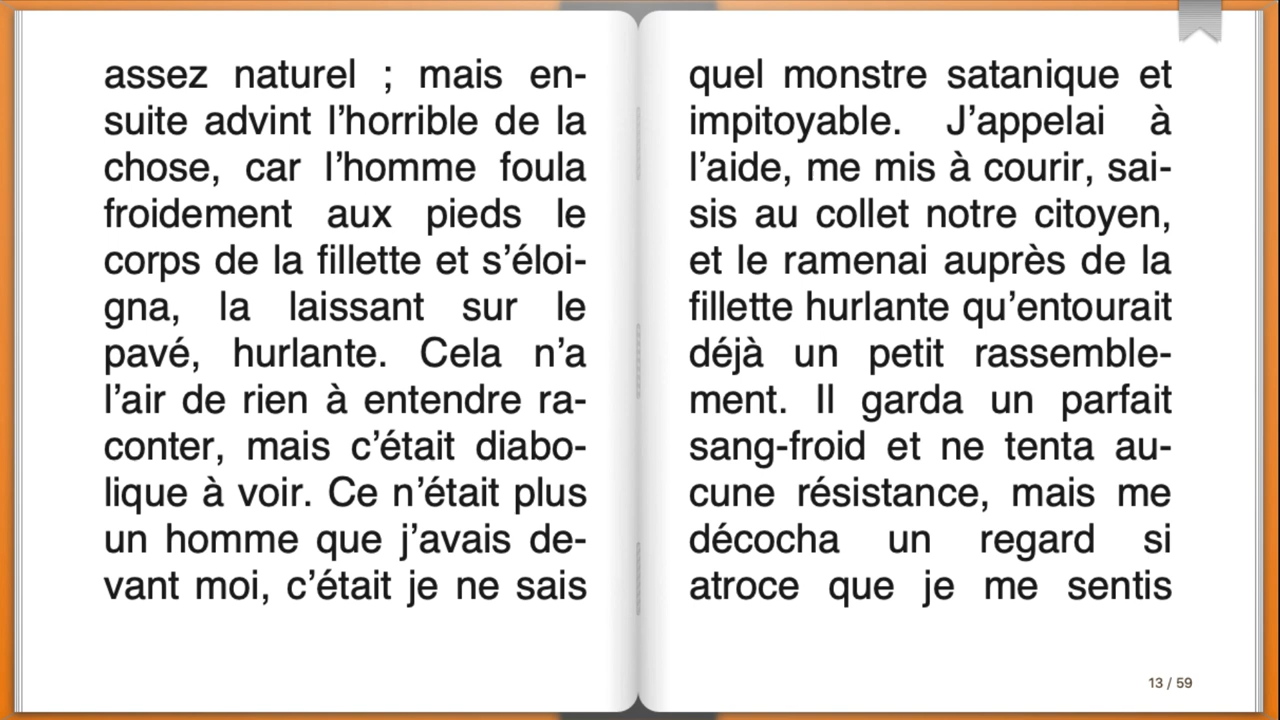 assez naturel ; mais en-
suite advint l’horrible de la
chose, car l’homme foula
froidement aux pieds le
corps de la fillette et s’éloi-
gna, la laissant sur le
pavé, hurlante. Cela n’a
l’air de rien à entendre ra-
conter, mais c’était diabo-
lique à voir. Ce n’était plus
un homme que j’avais de-
vant moi, c’était je ne sais
quel monstre satanique et
impitoyable. J’appelai à
l’aide, me mis à courir, sai-
sis au collet notre citoyen,
et le ramenai auprès de la
fillette hurlante qu’entourait
déjà un petit rassemble-
ment. Il garda un parfait
sang-froid et ne tenta au-
cune résistance, mais me
décocha un regard si
atroce que je me sentis
13 / 59